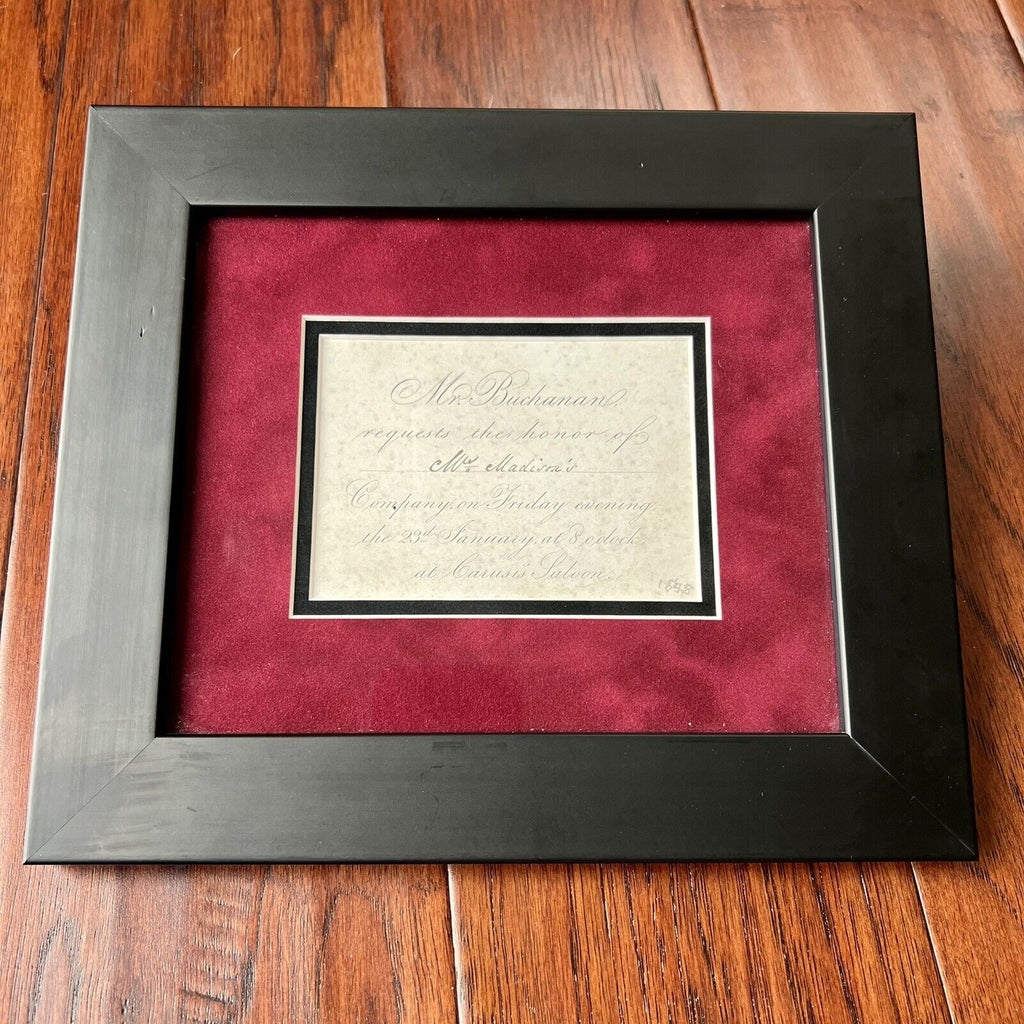 Mr. Buchanan
requests the honor of
Mrs. Madison's
Company, on Friday evening,
the 23rd January, at 8 o'clock,
at Carusi's Saloon.